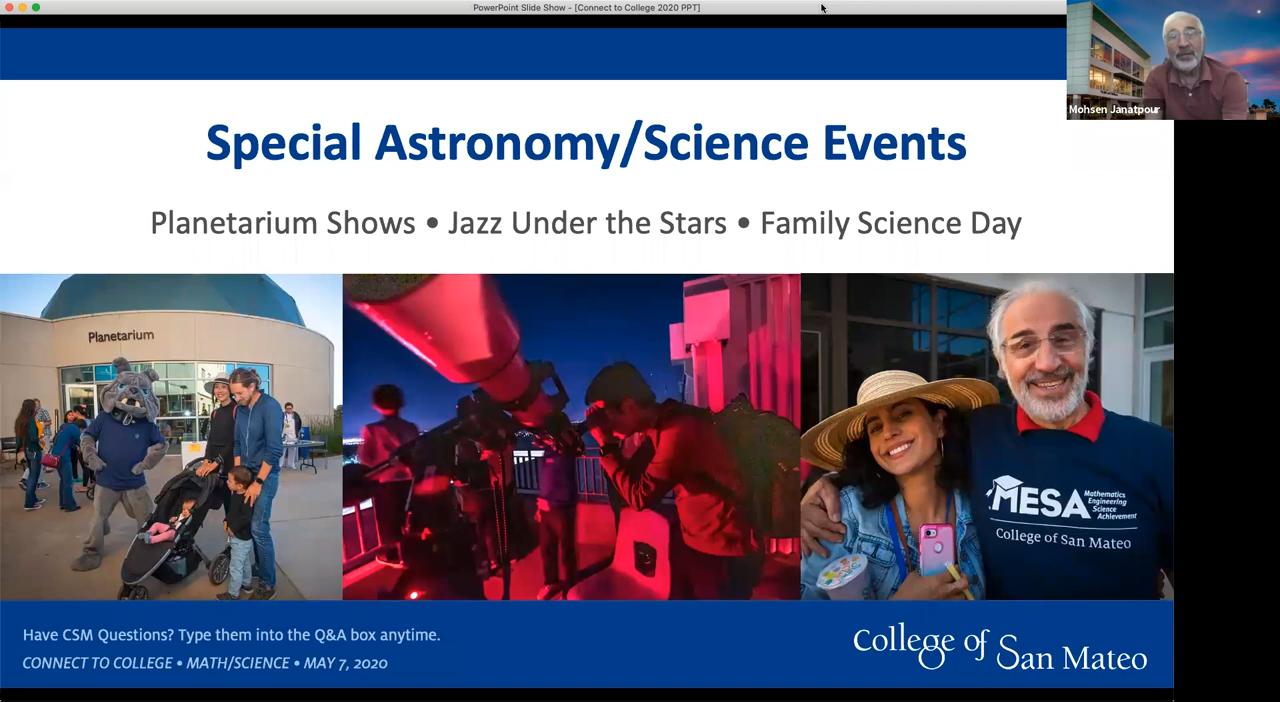 PowerPoint Slide Show - [Connect to College 2020 PPT]
Mohsen Janatpour
Special Astronomy/Science Events
Planetarium Shows • Jazz Under the Stars • Family Science Day
Planetarium
MESA
Mathematics
Engineering
Science
Achievement
College of San Mateo
Have CSM Questions? Type them into the Q&A box anytime.
CONNECT TO COLLEGE • MATH/SCIENCE • MAY 7, 2020
College of
San Mateo